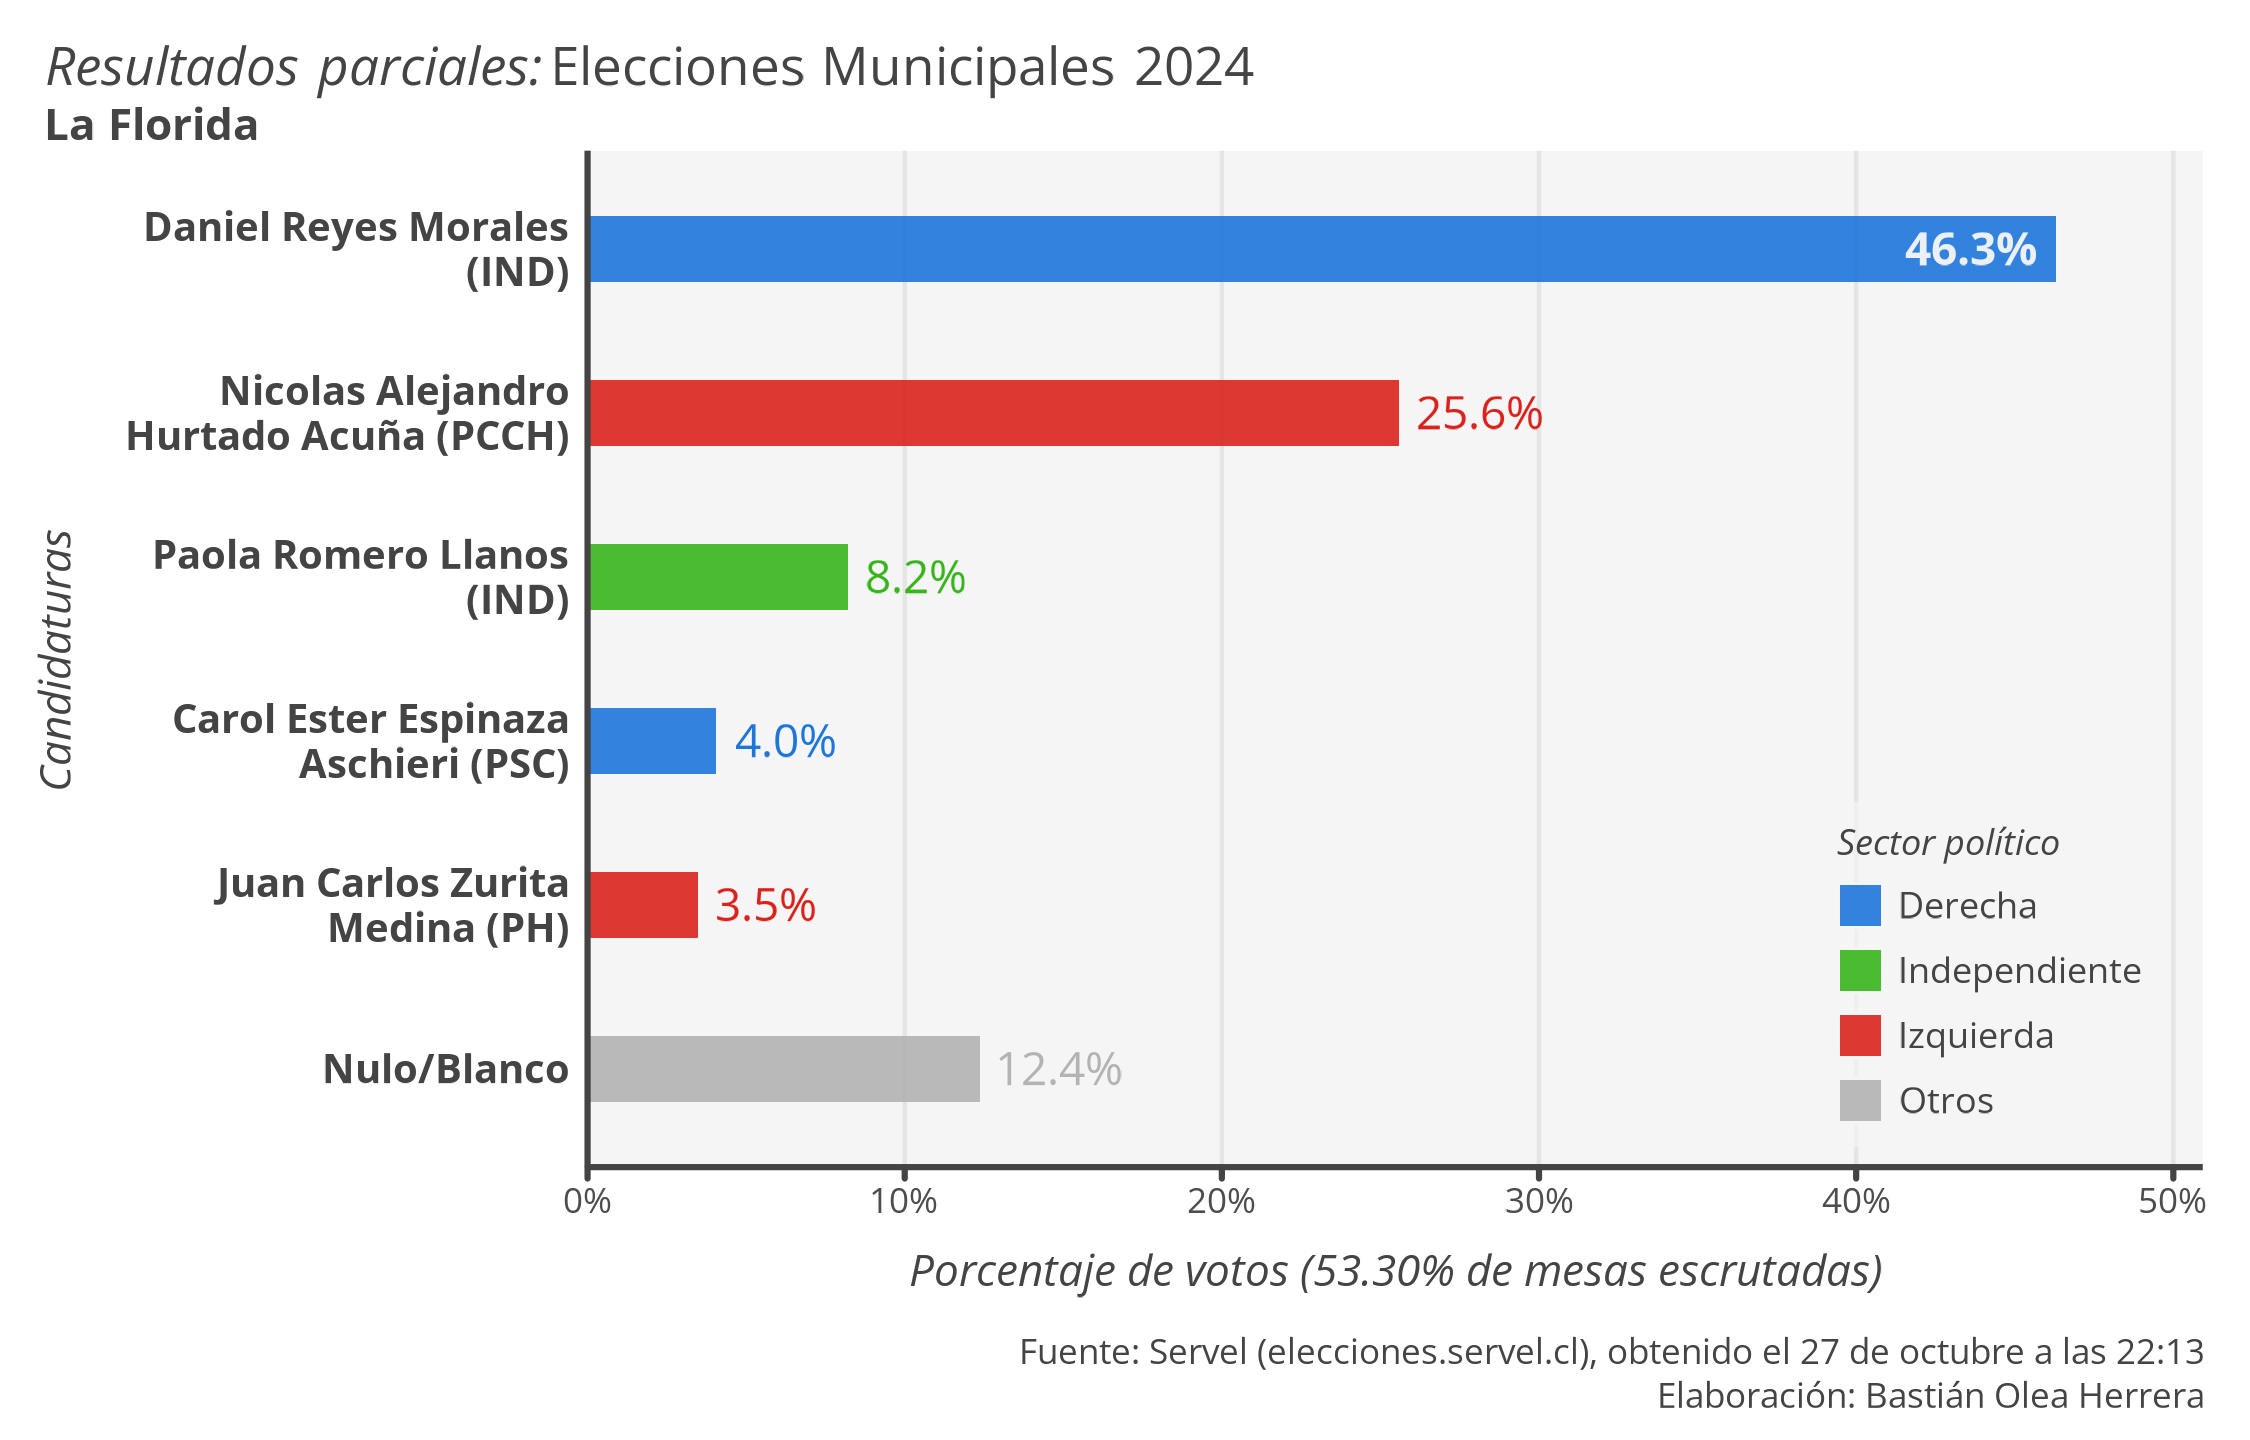 Resultados parciales: Elecciones Municipales 2024
La Florida
Candidaturas
Daniel Reyes Morales
(IND)
46.3%
Nicolas Alejandro
Hurtado Acuña (PCCH)
25.6%
Paola Romero Llanos
(IND)
8.2%
Carol Ester Espinaza
Aschieri (PSC)
4.0%
Juan Carlos Zurita
Medina (PH)
3.5%
Nulo/Blanco
12.4%
Sector político
Derecha
Independiente
Izquierda
Otros
0% 10% 20% 30% 40% 50%
Porcentaje de votos (53.30% de mesas escrutadas)
Fuente: Servel (elecciones.servel.cl), obtenido el 27 de octubre a las 22:13
Elaboración: Bastián Olea Herrera